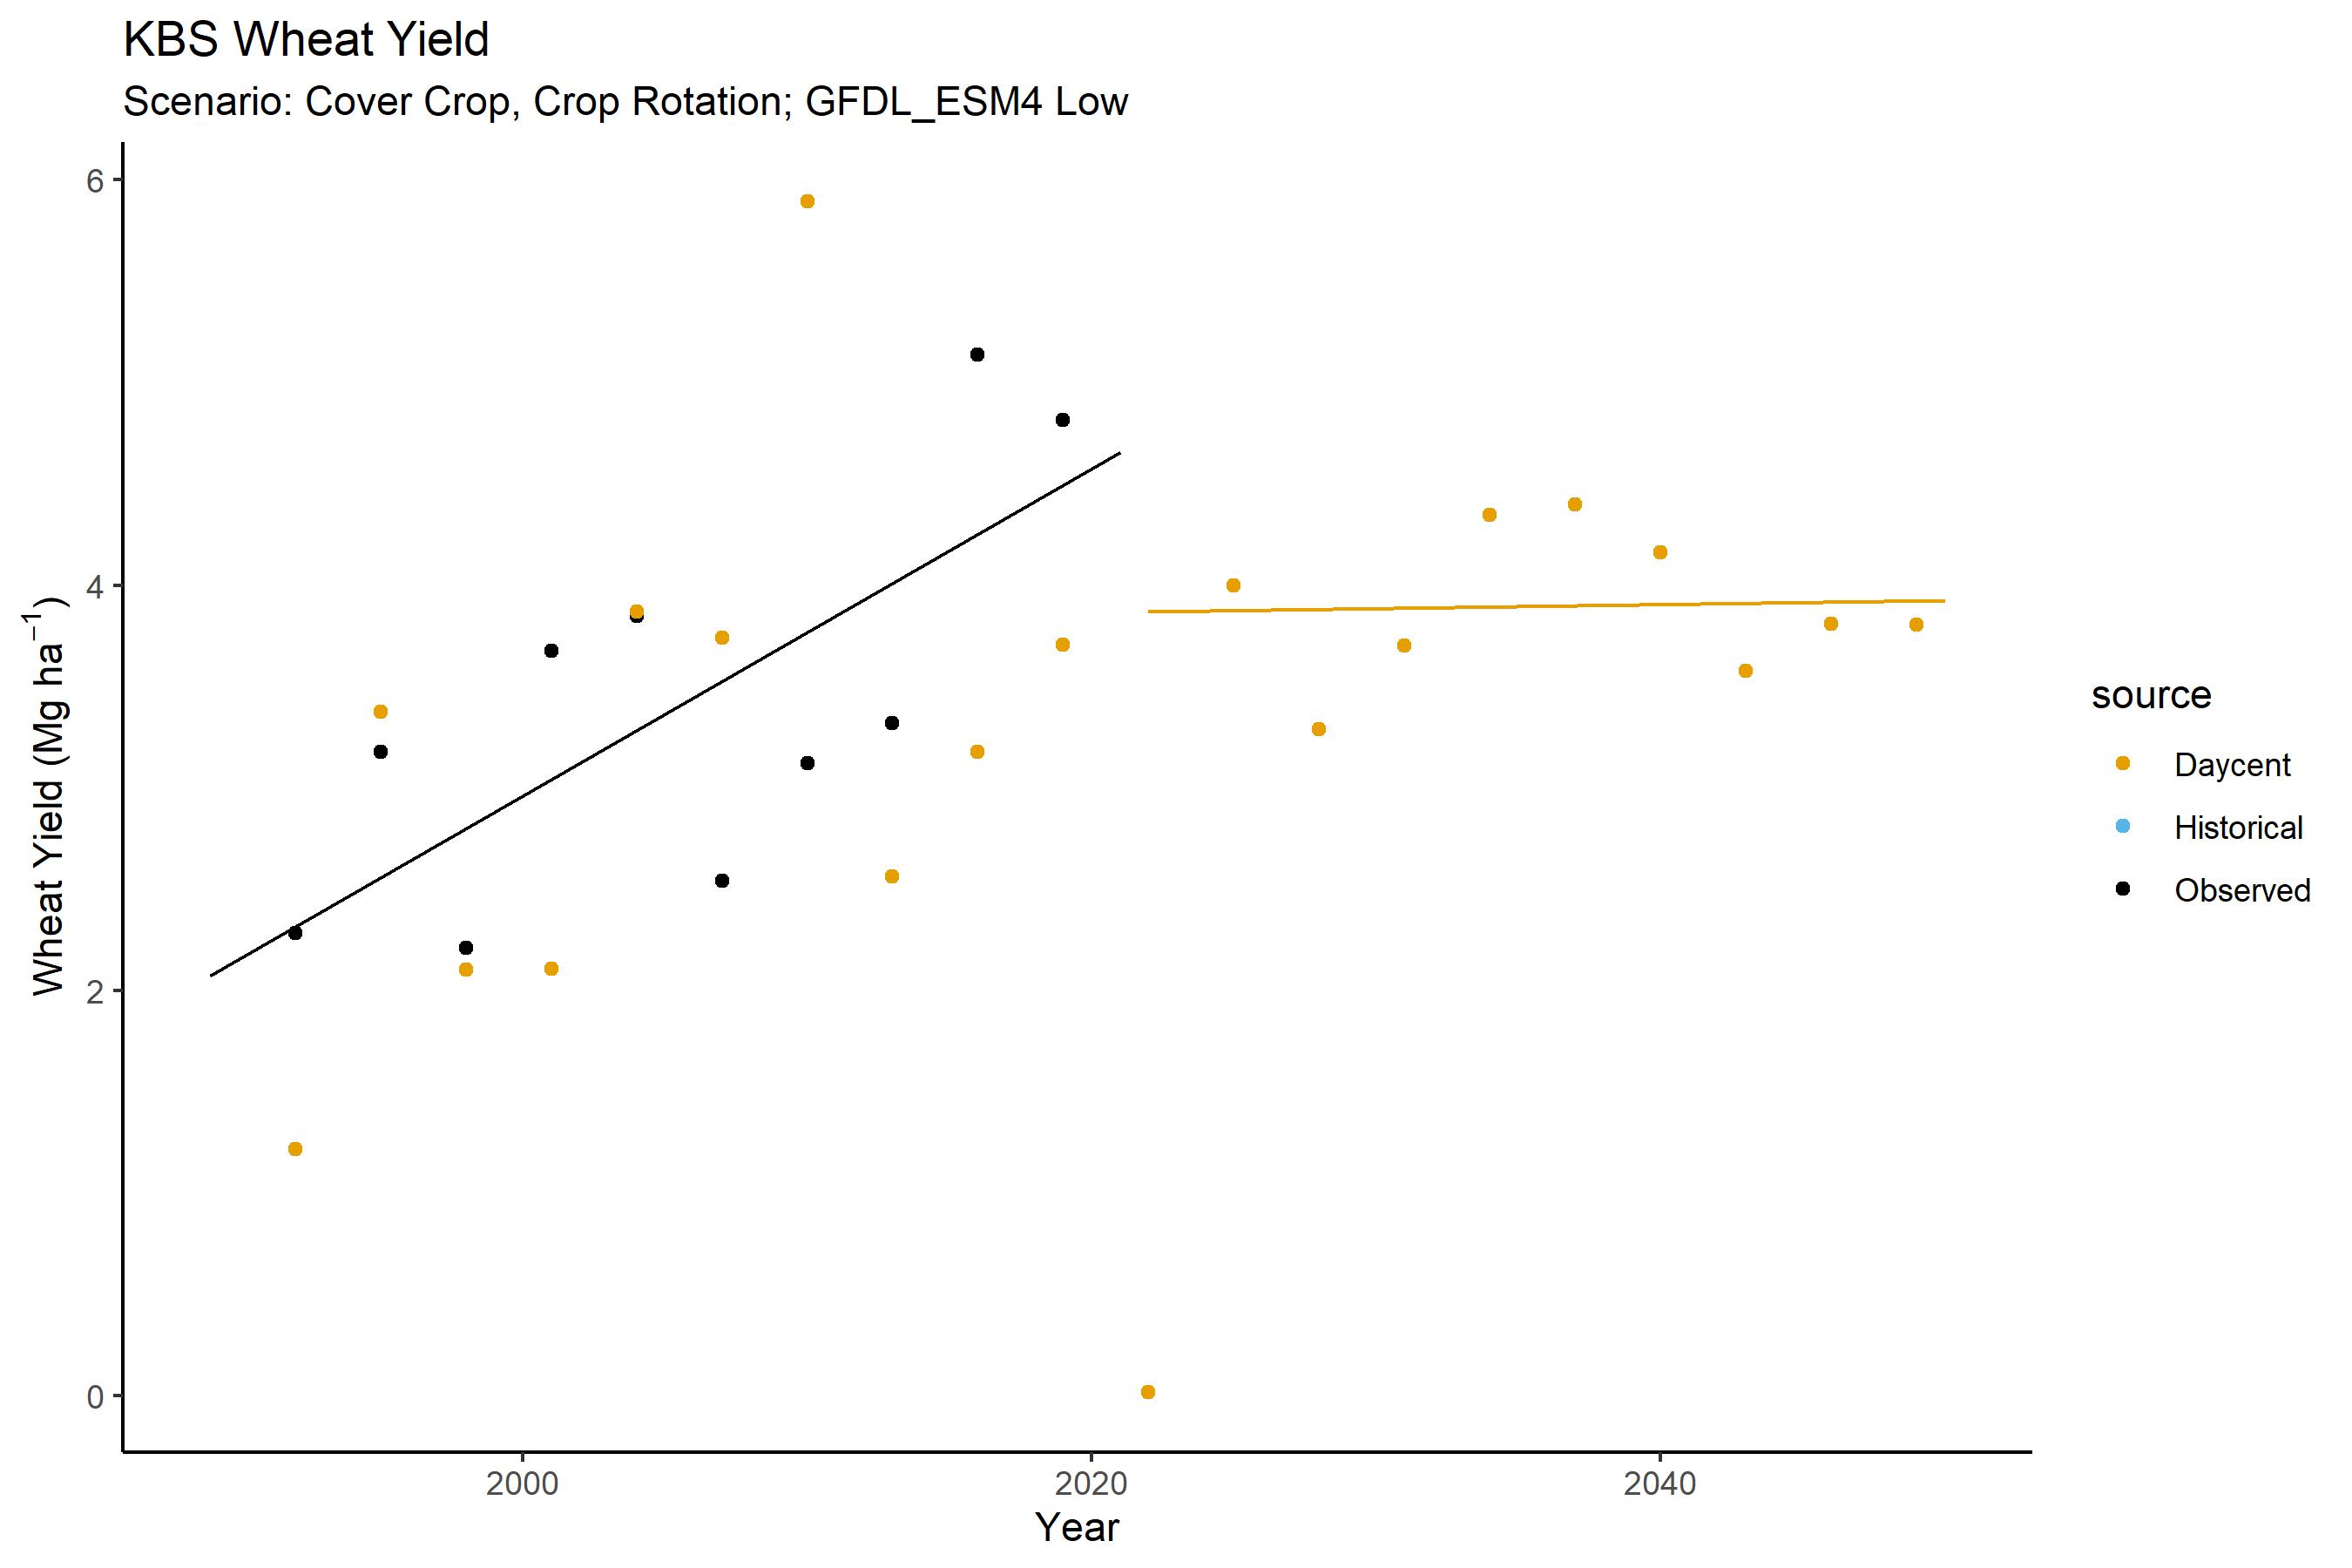 KBS Wheat Yield
Scenario: Cover Crop, Crop Rotation; GFDL_ESM4 Low
Wheat Yield (Mg ha⁻¹)
6
4
2
0
2000
2020
2040
Year
source
Daycent
Historical
Observed